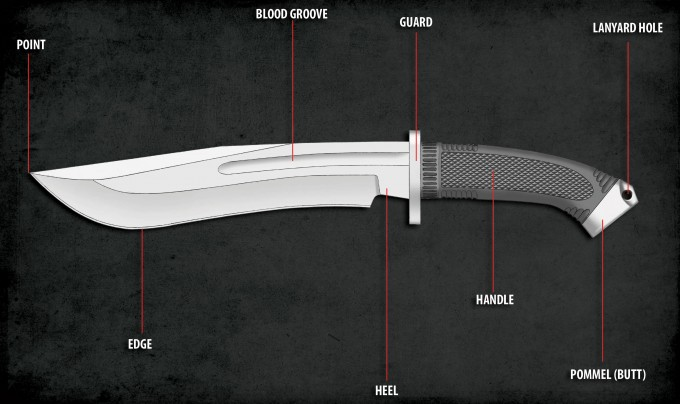 BLOOD GROOVE
GUARD
LANYARD HOLE
POINT
HANDLE
EDGE
POMMEL (BUTT)
HEEL